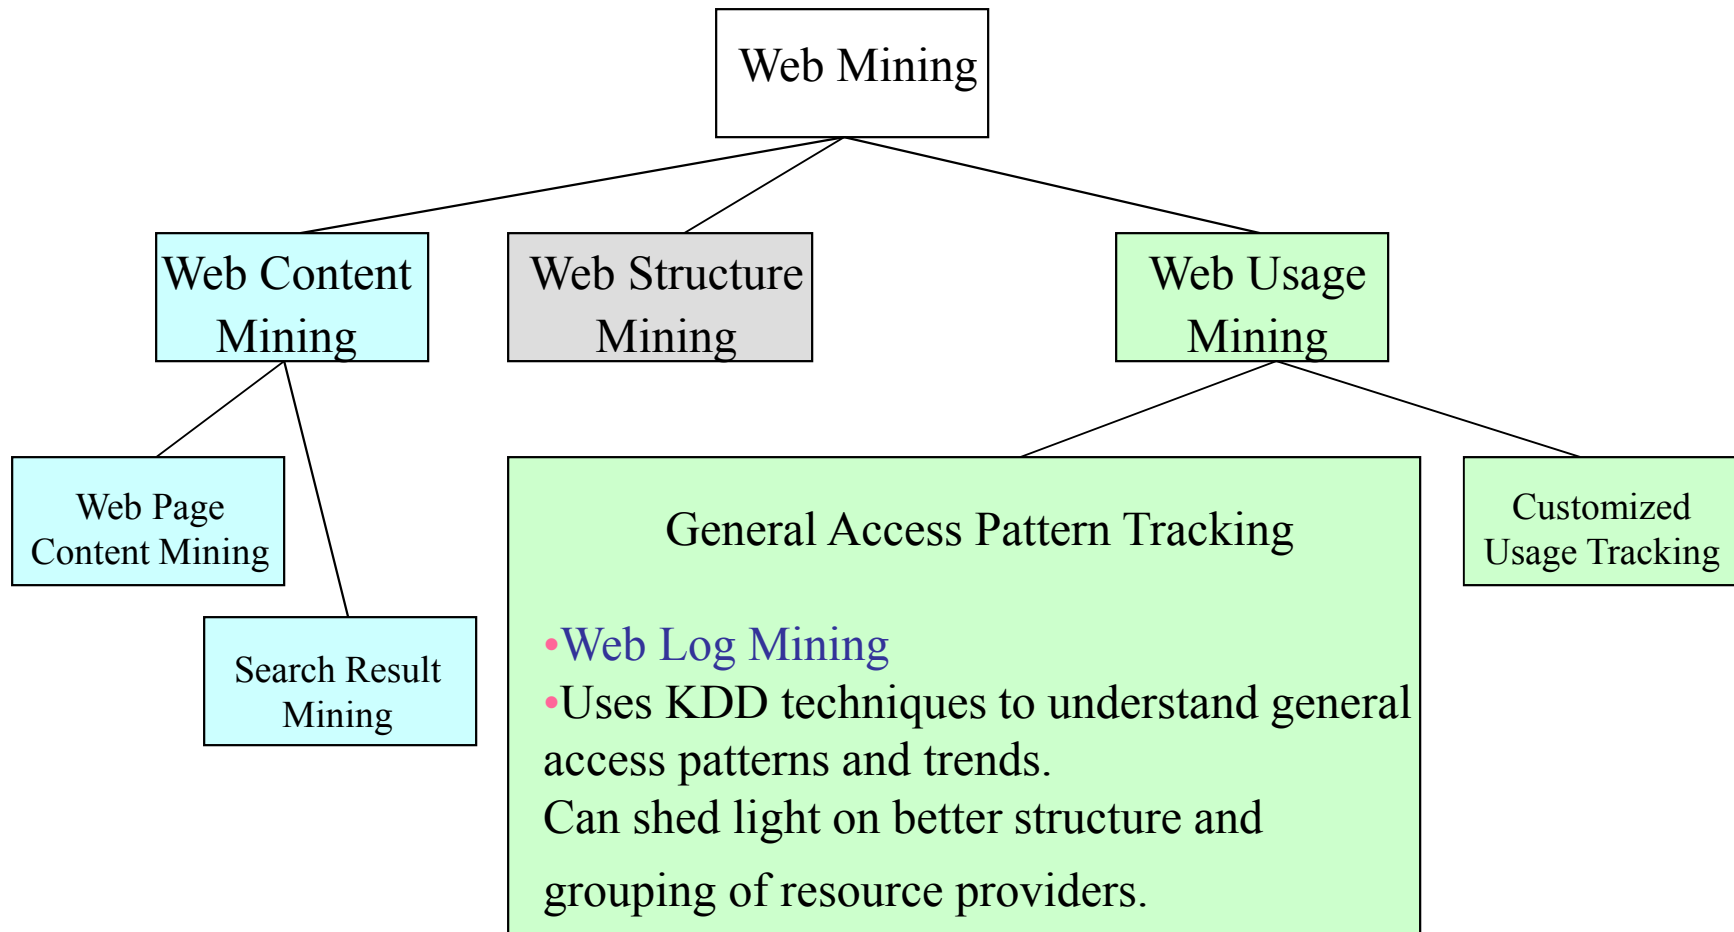 Web Mining
Web Content
Mining
Web Structure
Mining
Web Usage
Mining
Web Page
Content Mining
Search Result
Mining
General Access Pattern Tracking
•Web Log Mining
•Uses KDD techniques to understand general
access patterns and trends.
Can shed light on better structure and
grouping of resource providers.
Customized
Usage Tracking